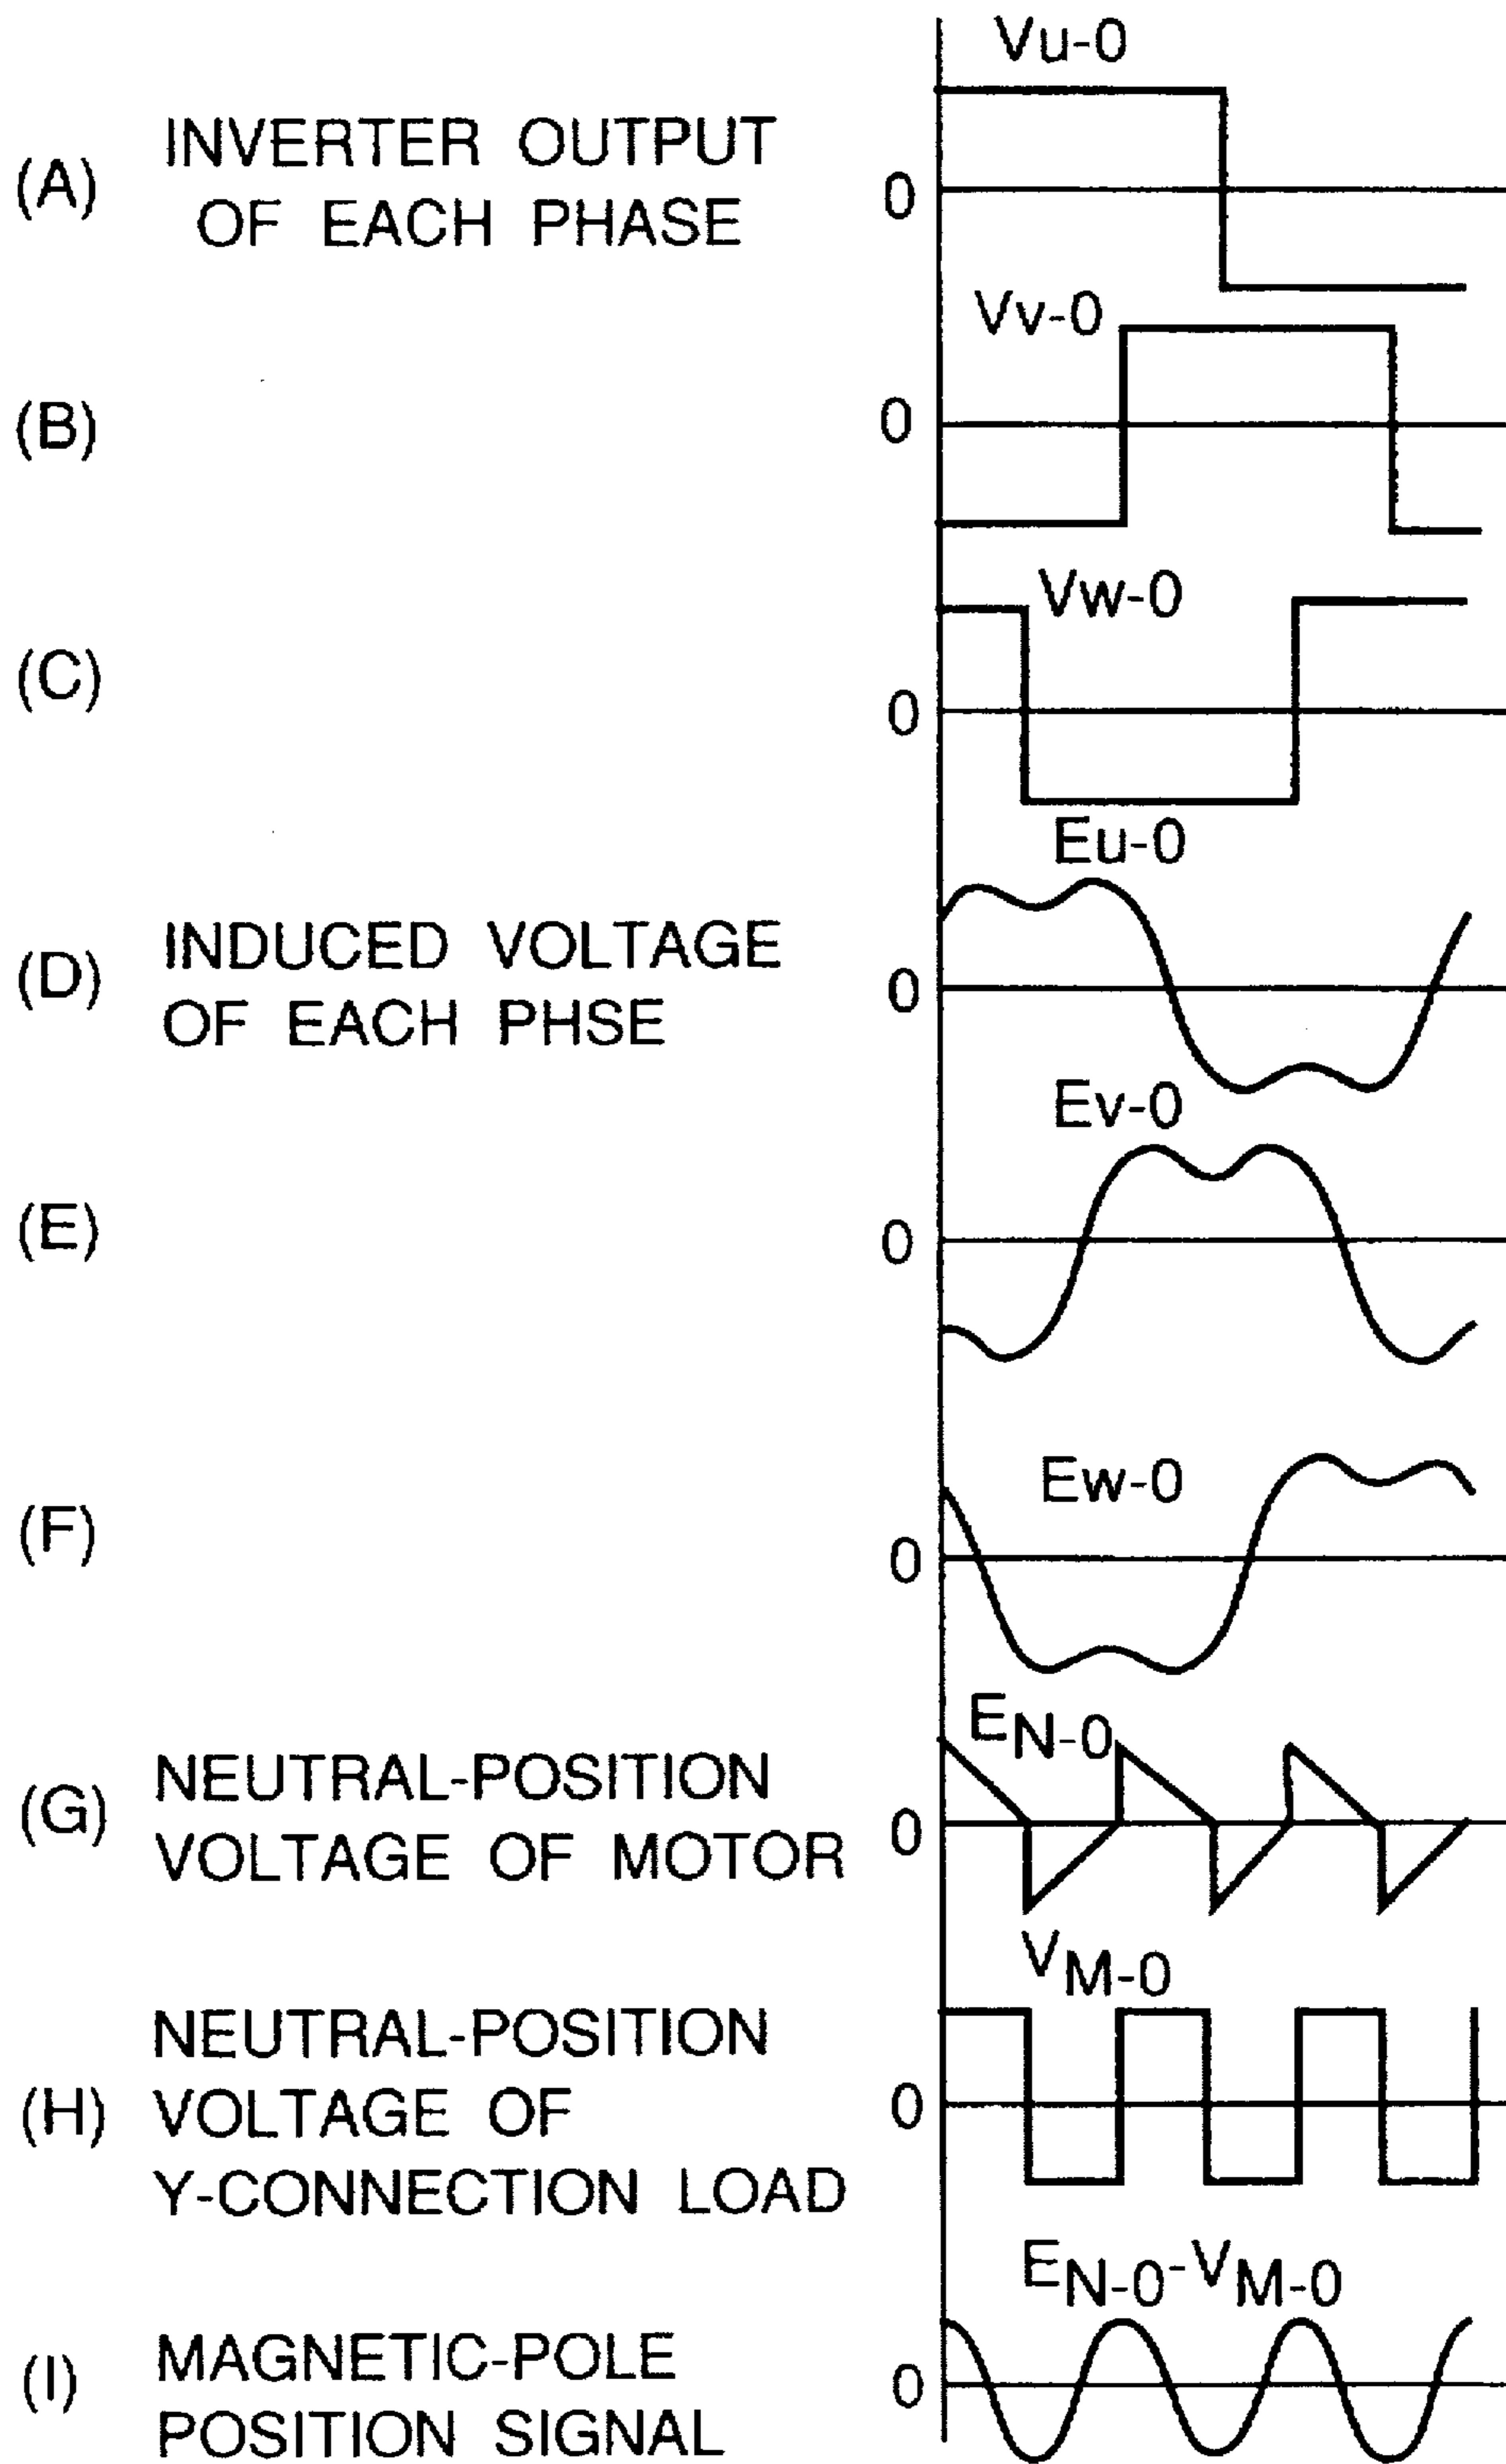 Vu-0
(A) INVERTER OUTPUT
OF EACH PHASE
0
Vv-0
(B)
0
Vw-0
(C)
0
Eu-0
(D) INDUCED VOLTAGE
OF EACH PHSE
0
Ev-0
(E)
0
Ew-0
(F)
0
EN-0
(G) NEUTRAL-POSITION
VOLTAGE OF MOTOR
0
VM-0
NEUTRAL-POSITION
(H) VOLTAGE OF
Y-CONNECTION LOAD
0
EN-0-VM-0
(I) MAGNETIC-POLE
POSITION SIGNAL
0